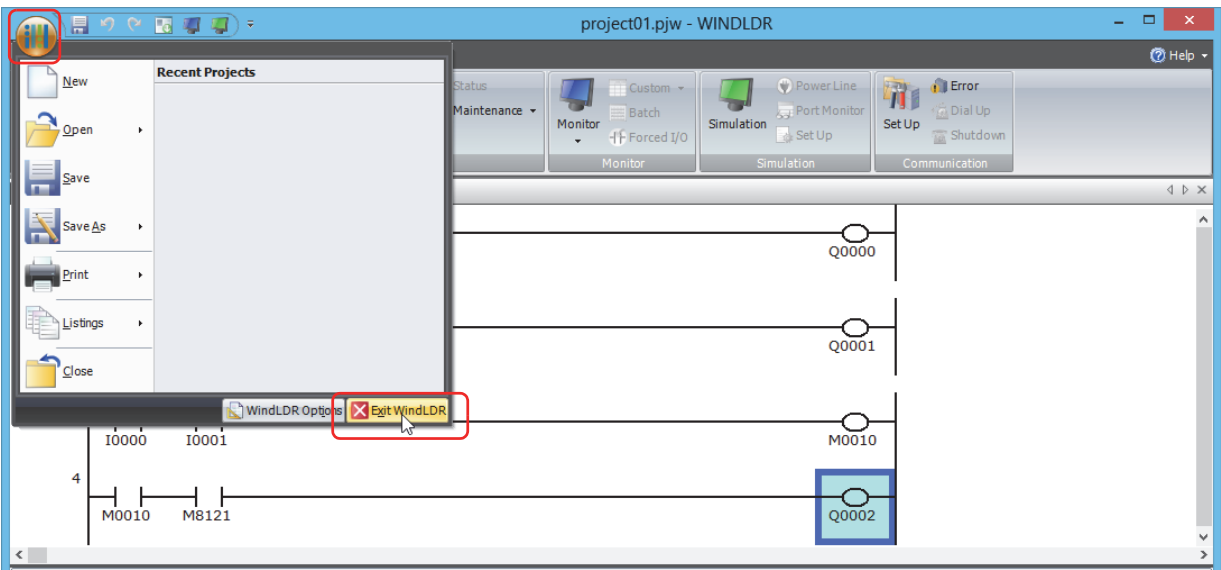 project01.pjw - WINDLDR
Help
New
Open
Save
Save As
Print
Listings
Close
Recent Projects
WindLDR Options
Exit WindLDR
Status
Maintenance
Monitor
Custom
Batch
Forced I/O
Monitor
Simulation
Power Line
Port Monitor
Set Up
Simulation
Set Up
Error
Dial Up
Shutdown
Communication
Q0000
Q0001
I0000 I0001 M0010
4
M0010 M8121 Q0002